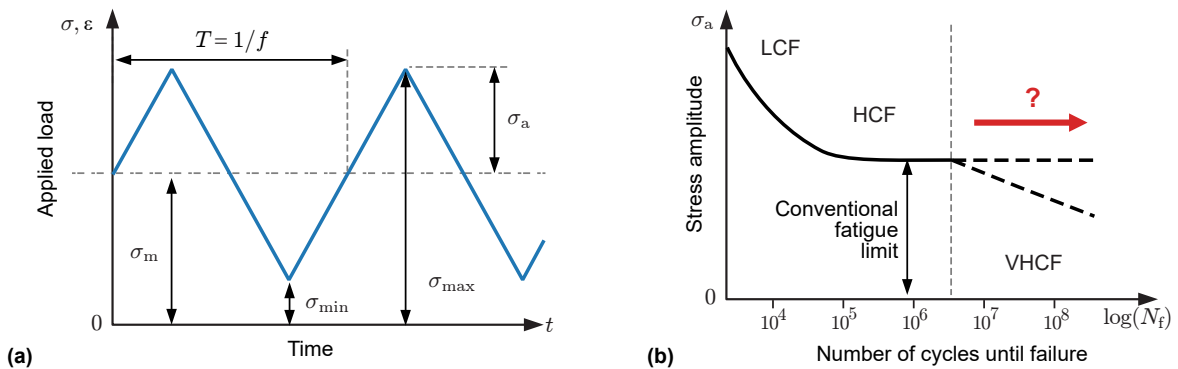 σ, ε
T = 1/f
σa
Applied load
σm
σmin
σmax
0
t
Time
(a)
σa
LCF
HCF
?
Stress amplitude
Conventional
fatigue
limit
VHCF
0
10^4 10^5 10^6 10^7 10^8 log(Nf)
Number of cycles until failure
(b)